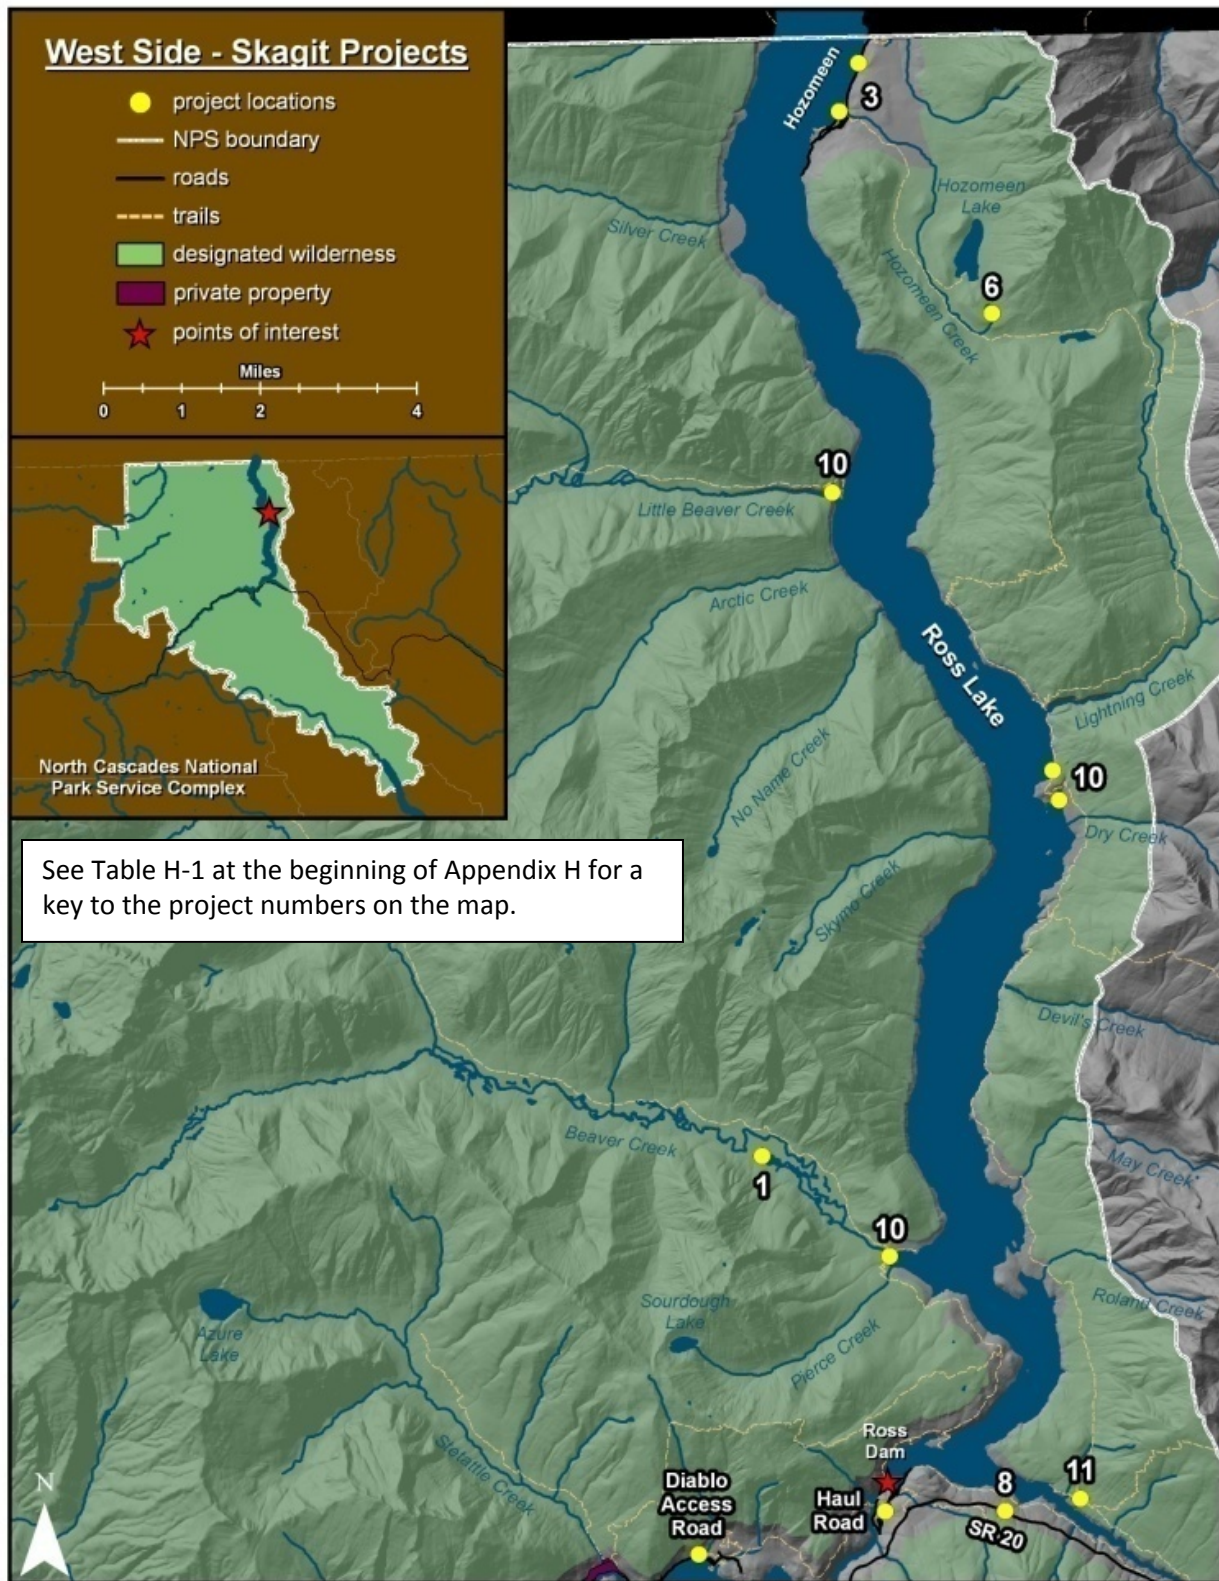 West Side - Skagit Projects
project locations
NPS boundary
roads
trails
designated wilderness
private property
points of interest
Miles
0 1 2 4
North Cascades National
Park Service Complex
See Table H-1 at the beginning of Appendix H for a
key to the project numbers on the map.
Hozomeen
3
Hozomeen
Lake
Silver Creek
Hozomeen Creek
6
10
Little Beaver Creek
Arctic Creek
Ross Lake
Lightning Creek
No Name Creek
10
Dry Creek
Skymo Creek
Devil's Creek
Beaver Creek
1
May Creek
10
Roland Creek
Azure
Lake
Sourdough
Lake
Pierce Creek
Stetattle Creek
Ross
Dam
Diablo
Access
Road
Haul
Road
8
11
SR-20
N